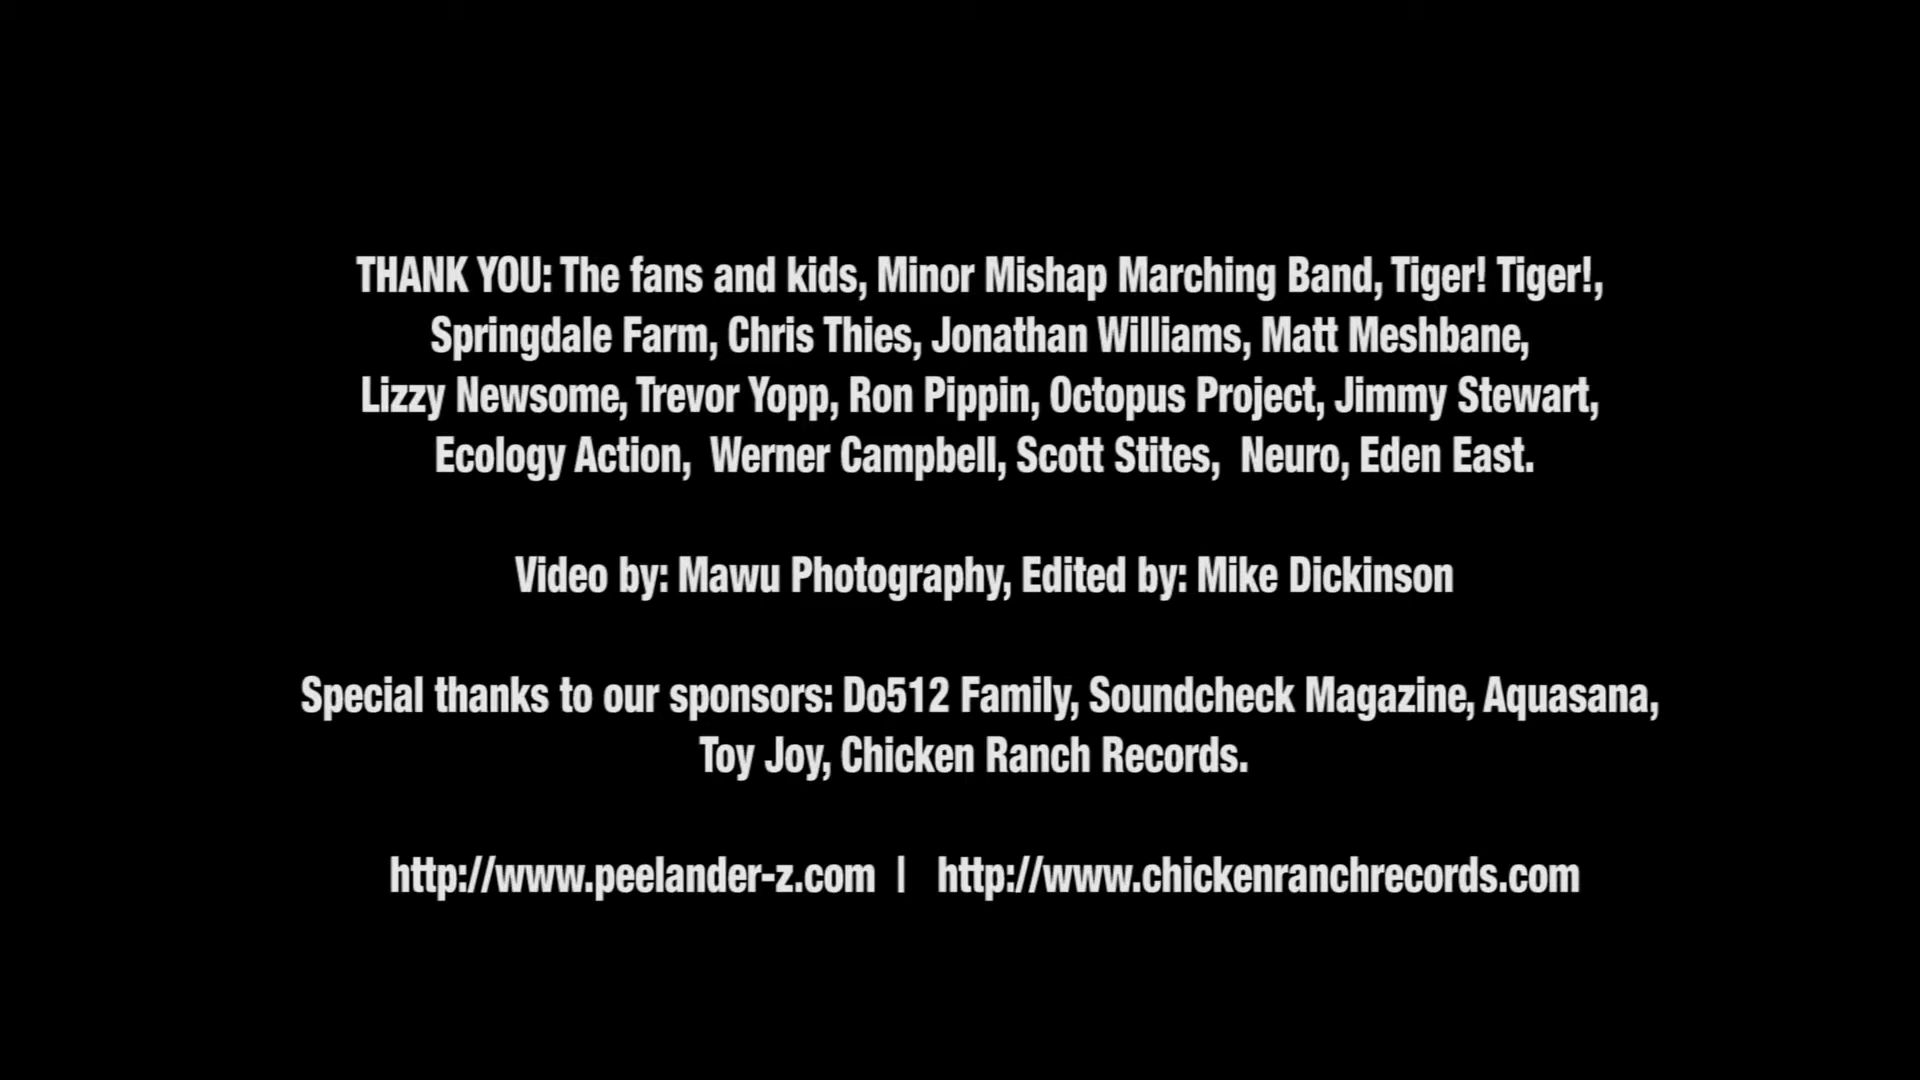 THANK YOU: The fans and kids, Minor Mishap Marching Band, Tiger! Tiger!,
Springdale Farm, Chris Thies, Jonathan Williams, Matt Meshbane,
Lizzy Newsome, Trevor Yopp, Ron Pippin, Octopus Project, Jimmy Stewart,
Ecology Action,  Werner Campbell, Scott Stites,  Neuro, Eden East.
Video by: Mawu Photography, Edited by: Mike Dickinson
Special thanks to our sponsors: Do512 Family, Soundcheck Magazine, Aquasana,
Toy Joy, Chicken Ranch Records.
http://www.peelander-z.com  |   http://www.chickenranchrecords.com